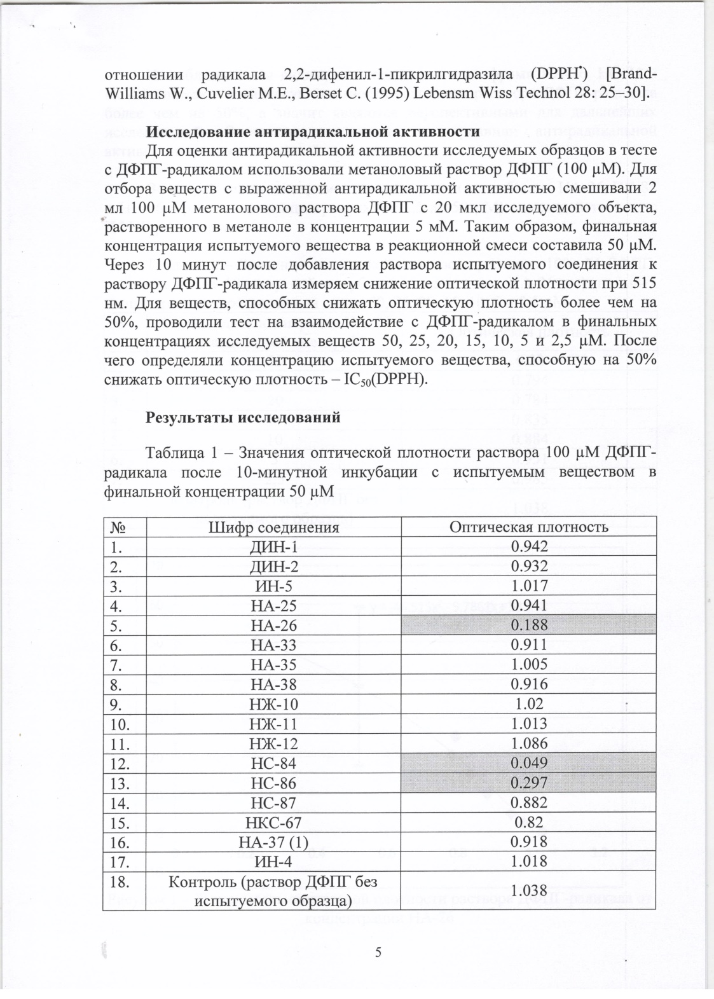 отношении радикала 2,2-дифенил-1-пикрилгидразила (DPPH•) [Brand-
Williams W., Cuvelier M.E., Berset C. (1995) Lebensm Wiss Technol 28: 25–30].
Исследование антирадикальной активности
Для оценки антирадикальной активности исследуемых образцов в тесте
с ДФПГ-радикалом использовали метаноловый раствор ДФПГ (100 μМ). Для
отбора веществ с выраженной антирадикальной активностью смешивали 2
мл 100 μМ метанолового раствора ДФПГ с 20 мкл исследуемого объекта,
растворенного в метаноле в концентрации 5 мМ. Таким образом, финальная
концентрация испытуемого вещества в реакционной смеси составила 50 μМ.
Через 10 минут после добавления раствора испытуемого соединения к
раствору ДФПГ-радикала измеряем снижение оптической плотности при 515
нм. Для веществ, способных снижать оптическую плотность более чем на
50%, проводили тест на взаимодействие с ДФПГ-радикалом в финальных
концентрациях исследуемых веществ 50, 25, 20, 15, 10, 5 и 2,5 μМ. После
чего определяли концентрацию испытуемого вещества, способную на 50%
снижать оптическую плотность – IC50(DPPH).
Результаты исследований
Таблица 1 – Значения оптической плотности раствора 100 μМ ДФПГ-
радикала после 10-минутной инкубации с испытуемым веществом в
финальной концентрации 50 μМ
№ Шифр соединения Оптическая плотность
1. ДИН-1 0.942
2. ДИН-2 0.932
3. ИН-5 1.017
4. НА-25 0.941
5. НА-26 0.188
6. НА-33 0.911
7. НА-35 1.005
8. НА-38 0.916
9. НЖ-10 1.02
10. НЖ-11 1.013
11. НЖ-12 1.086
12. НС-84 0.049
13. НС-86 0.297
14. НС-87 0.882
15. НКС-67 0.82
16. НА-37 (1) 0.918
17. ИН-4 1.018
18. Контроль (раствор ДФПГ без
испытуемого образца) 1.038
5